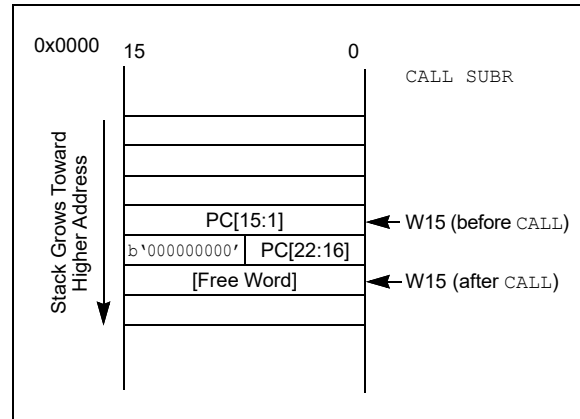 0x0000
15 0
CALL SUBR
Stack Grows Toward
Higher Address
PC[15:1]
W15 (before CALL)
b‘000000000’ PC[22:16]
[Free Word]
W15 (after CALL)